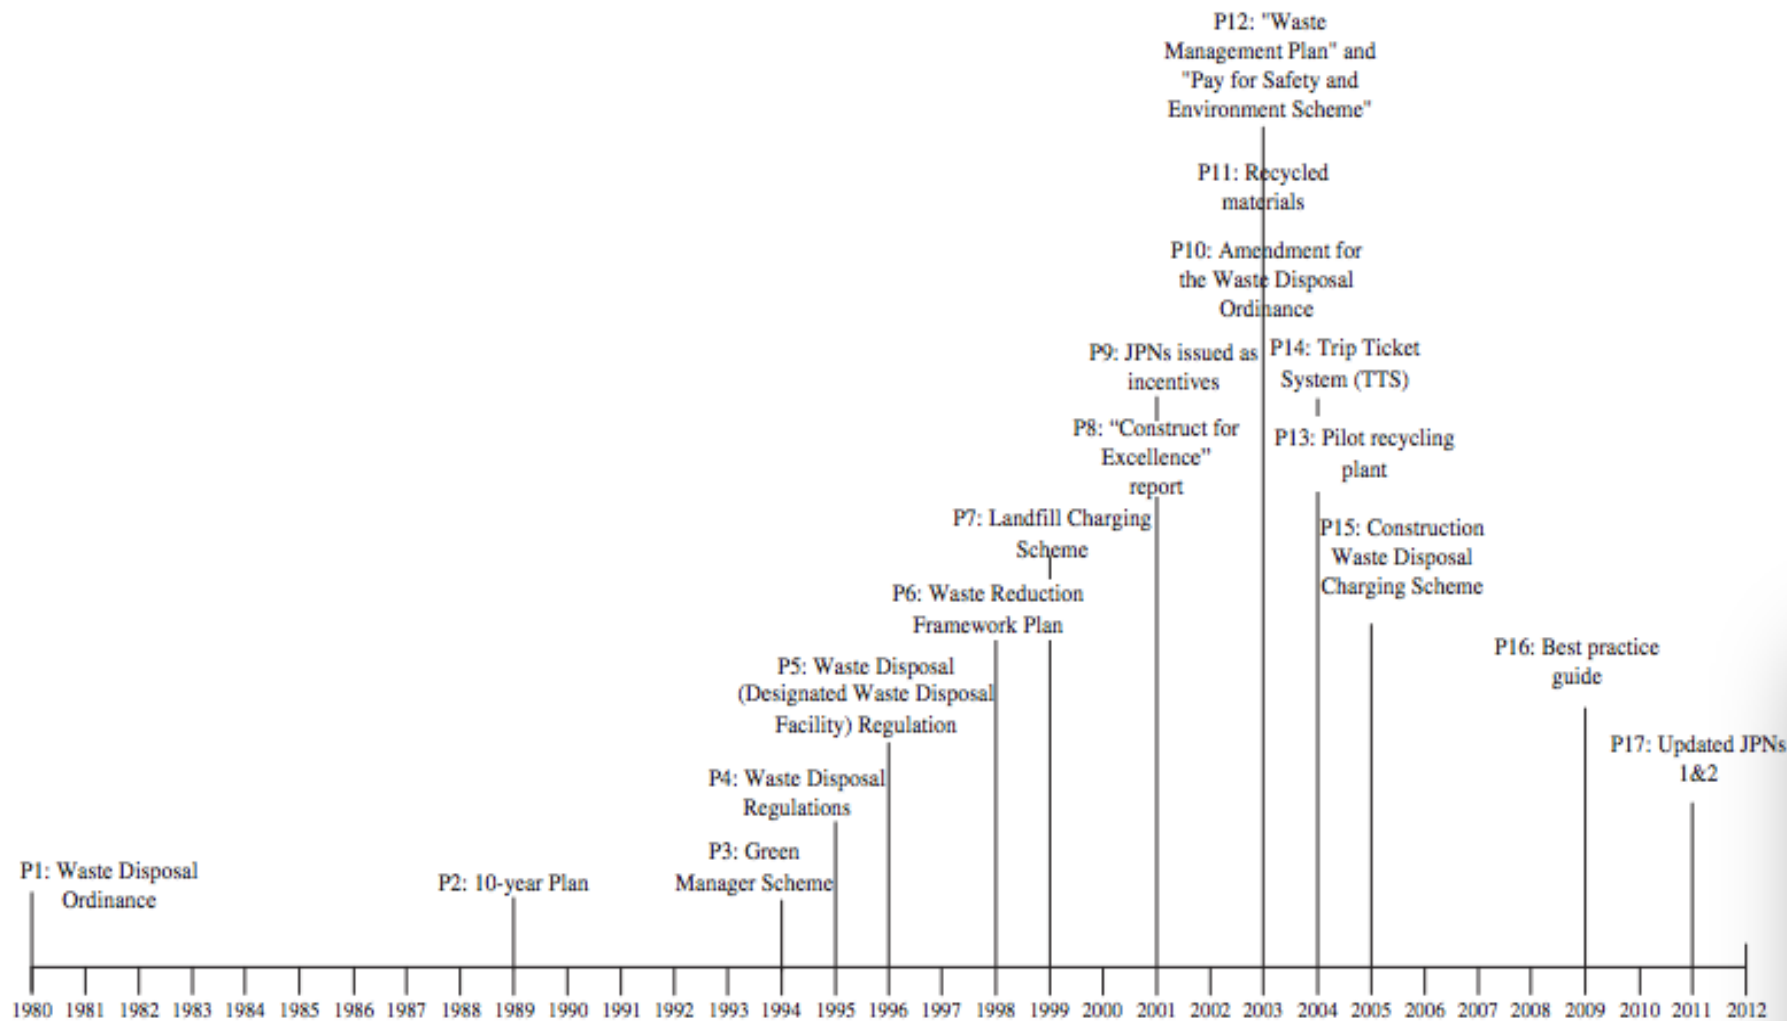 P12: "Waste
Management Plan" and
"Pay for Safety and
Environment Scheme"
P11: Recycled
materials
P10: Amendment for
the Waste Disposal
Ordinance
P9: JPNs issued as
incentives
P14: Trip Ticket
System (TTS)
P8: “Construct for
Excellence”
report
P13: Pilot recycling
plant
P7: Landfill Charging
Scheme
P15: Construction
Waste Disposal
Charging Scheme
P6: Waste Reduction
Framework Plan
P5: Waste Disposal
(Designated Waste Disposal
Facility) Regulation
P16: Best practice
guide
P4: Waste Disposal
Regulations
P17: Updated JPNs
1&2
P3: Green
Manager Scheme
P1: Waste Disposal
Ordinance
P2: 10-year Plan
1980 1981 1982 1983 1984 1985 1986 1987 1988 1989 1990 1991 1992 1993 1994 1995 1996 1997 1998 1999 2000 2001 2002 2003 2004 2005 2006 2007 2008 2009 2010 2011 2012